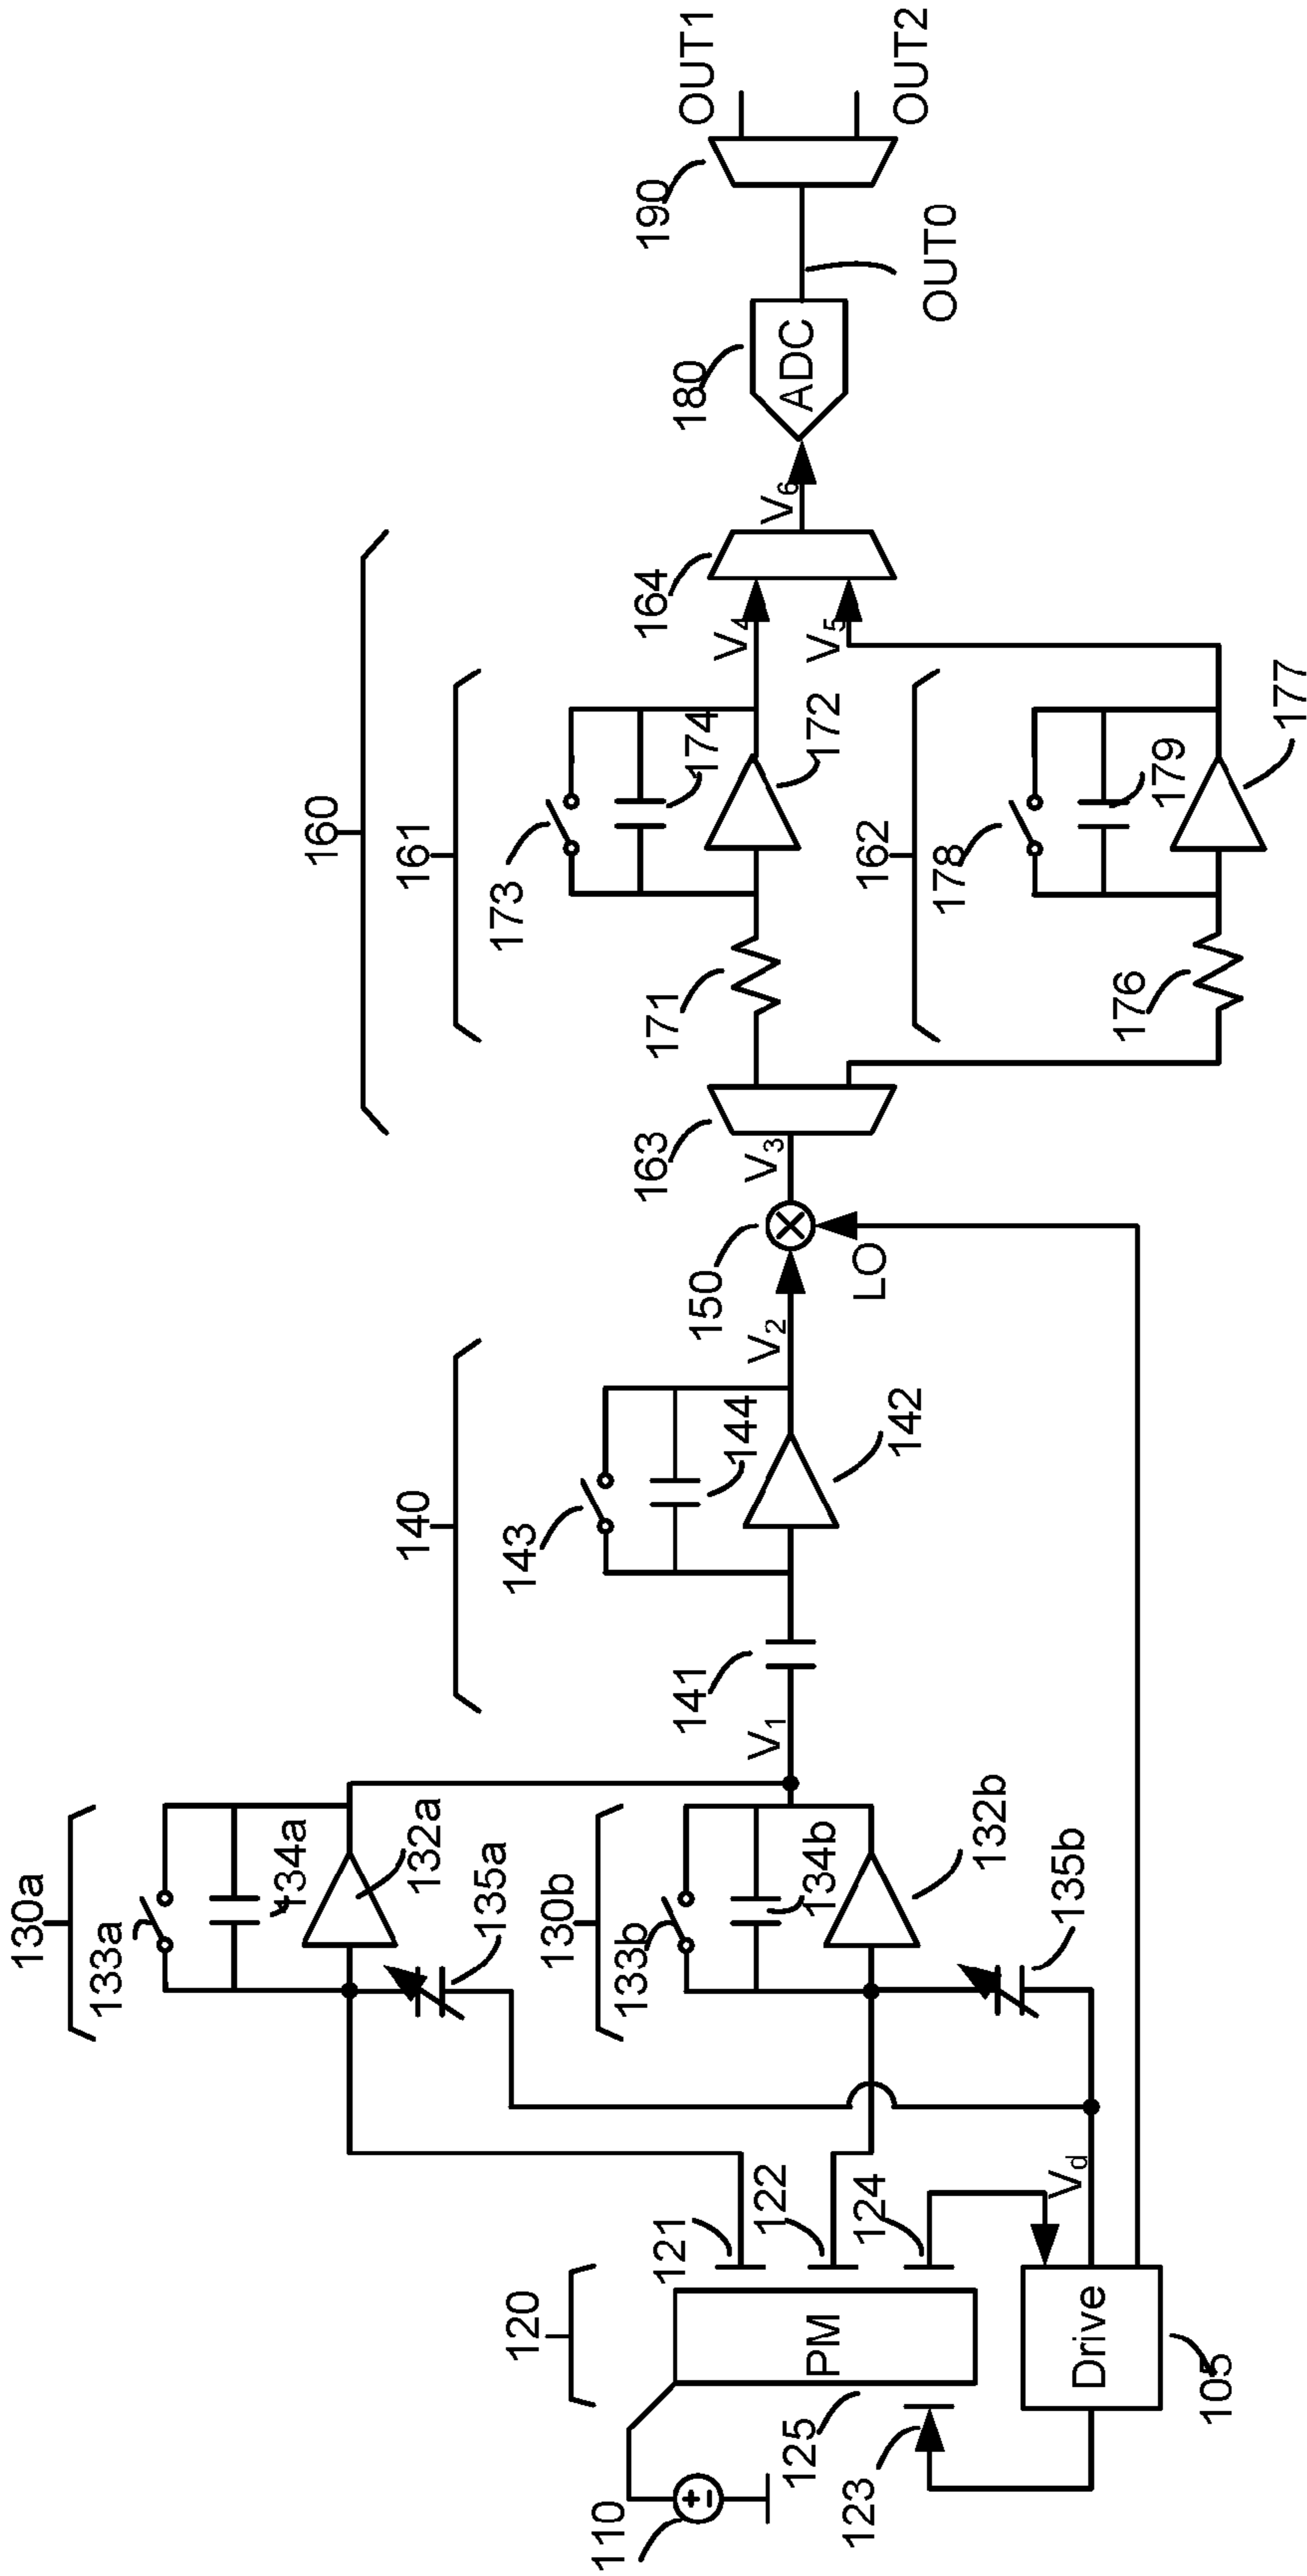 110
120
125
PM
123
121
122
124
Drive
105
Vd
130a
133a
134a
132a
135a
130b
133b
134b
132b
135b
V1
140
141
143
144
142
V2
150
LO
V3
160
163
161
171
173
174
172
V4
162
176
178
179
177
V5
164
V6
180
ADC
OUT0
190
OUT1
OUT2